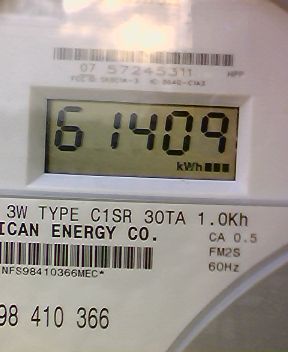 07 57245311 HPP
61409
kWh
3W TYPE C1SR 30TA 1.0Kh
ICAN ENERGY CO.
CA 0.5
FM2S
60Hz
NFS98410366MEC*
98 410 366